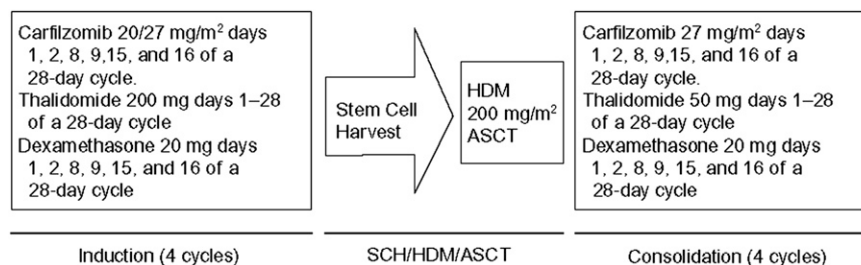 Carfilzomib 20/27 mg/m² days
1, 2, 8, 9,15, and 16 of a
28-day cycle.
Thalidomide 200 mg days 1–28
of a 28-day cycle
Dexamethasone 20 mg days
1, 2, 8, 9, 15, and 16 of a
28-day cycle
Stem Cell
Harvest
HDM
200 mg/m²
ASCT
Carfilzomib 27 mg/m² days
1, 2, 8, 9,15, and 16 of a
28-day cycle.
Thalidomide 50 mg days 1–28
of a 28-day cycle
Dexamethasone 20 mg days
1, 2, 8, 9, 15, and 16 of a
28-day cycle
Induction (4 cycles)
SCH/HDM/ASCT
Consolidation (4 cycles)